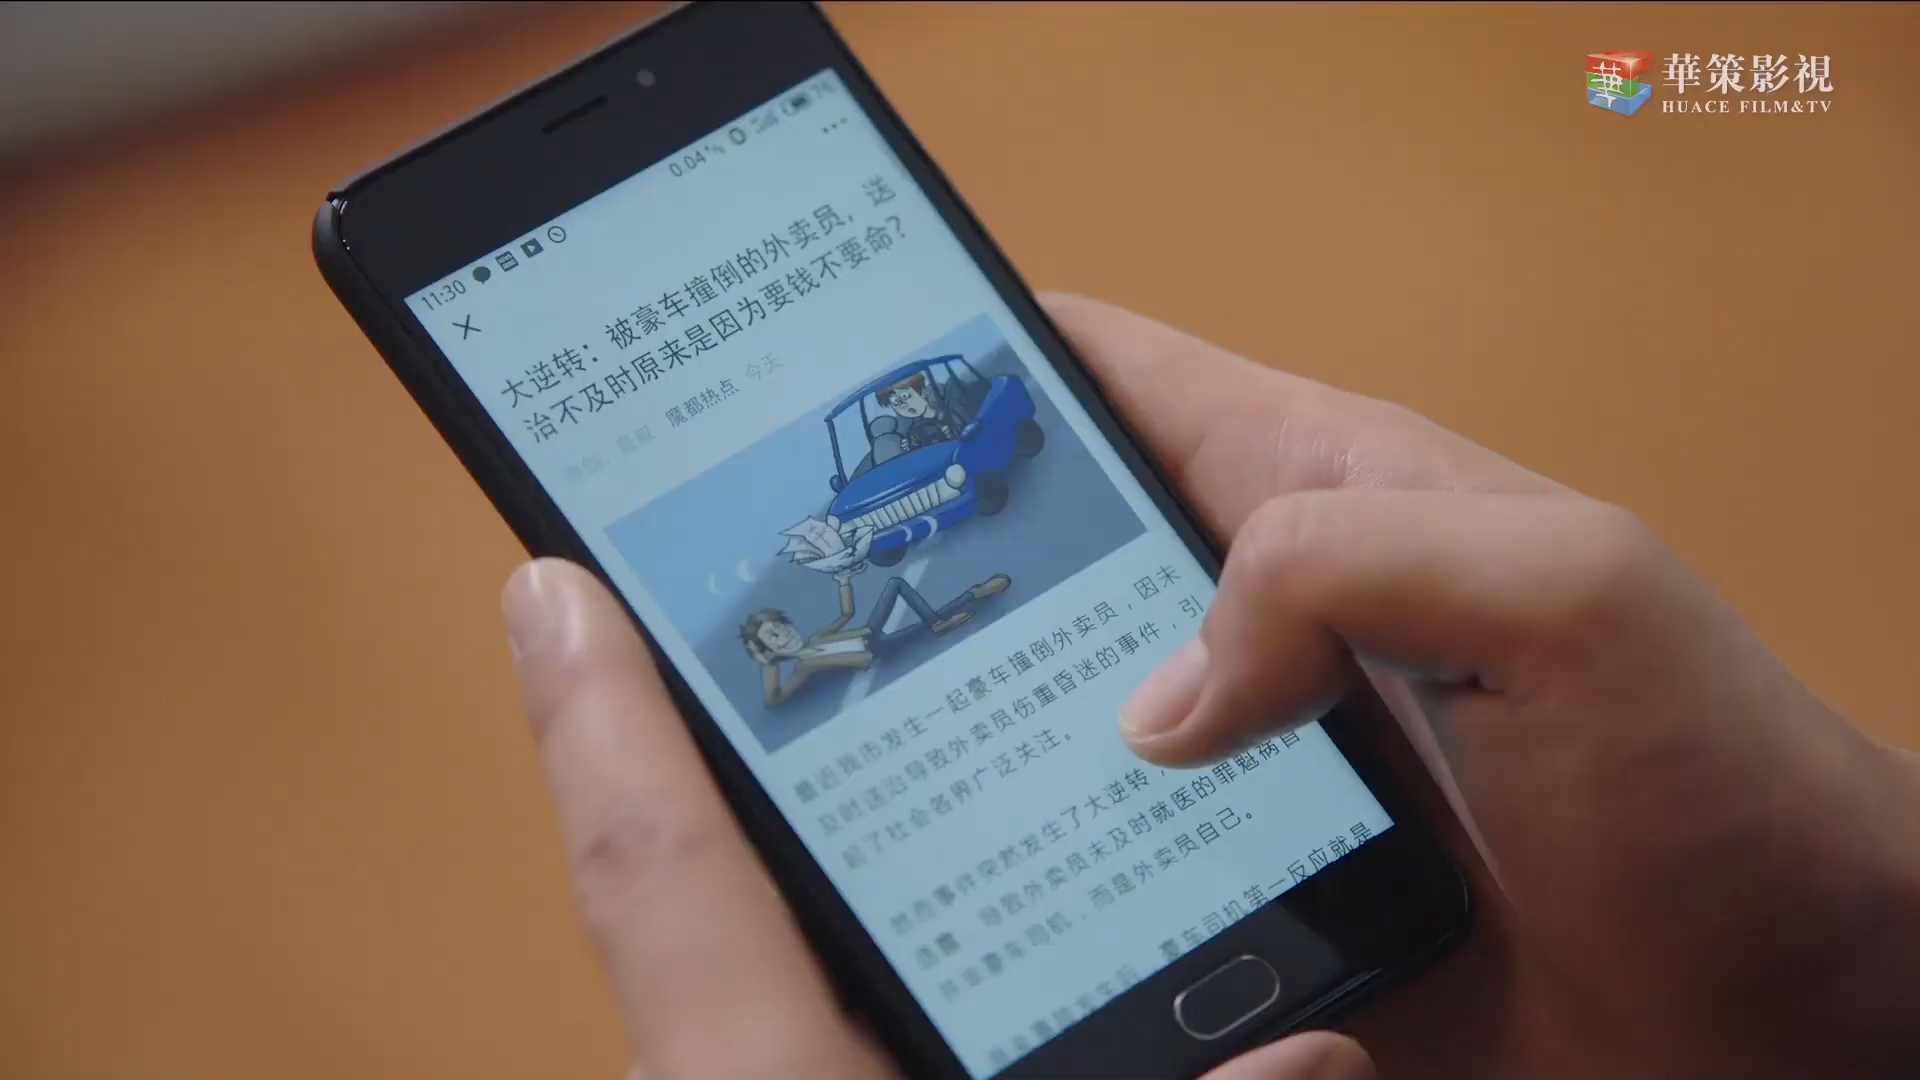 華策影視
HUACE FILM&TV
11:30
大逆转：被豪车撞倒的外卖员，送
治不及时原来是因为要钱不要命？
魔都热点 今天
最近我市发生一起豪车撞倒外卖员，因未
及时送治导致外卖员伤重昏迷的事件，引
起了社会各界广泛关注。
然而事件突然发生了大逆转，
导致外卖员未及时就医的罪魁祸首
豪车司机，而是外卖员自己。
豪车司机第一反应就是